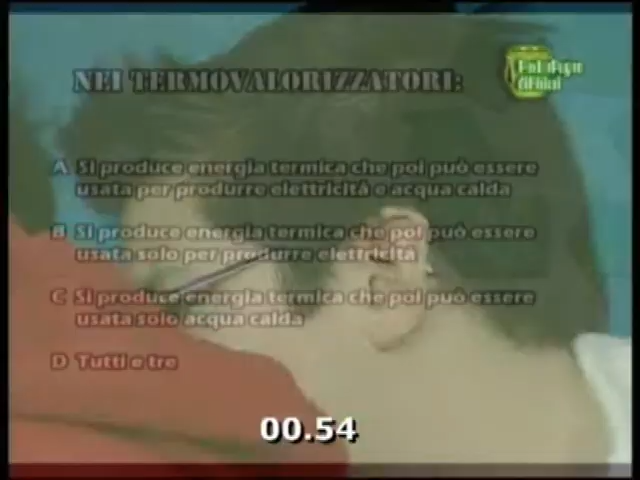 NEI TERMOVALORIZZATORI:
A Si produce energia termica che poi può essere
usata per produrre elettricità e acqua calda
B Si produce energia termica che poi può essere
usata solo per produrre elettricità
C Si produce energia termica che poi può essere
usata solo acqua calda
D Tutti e tre
00.54